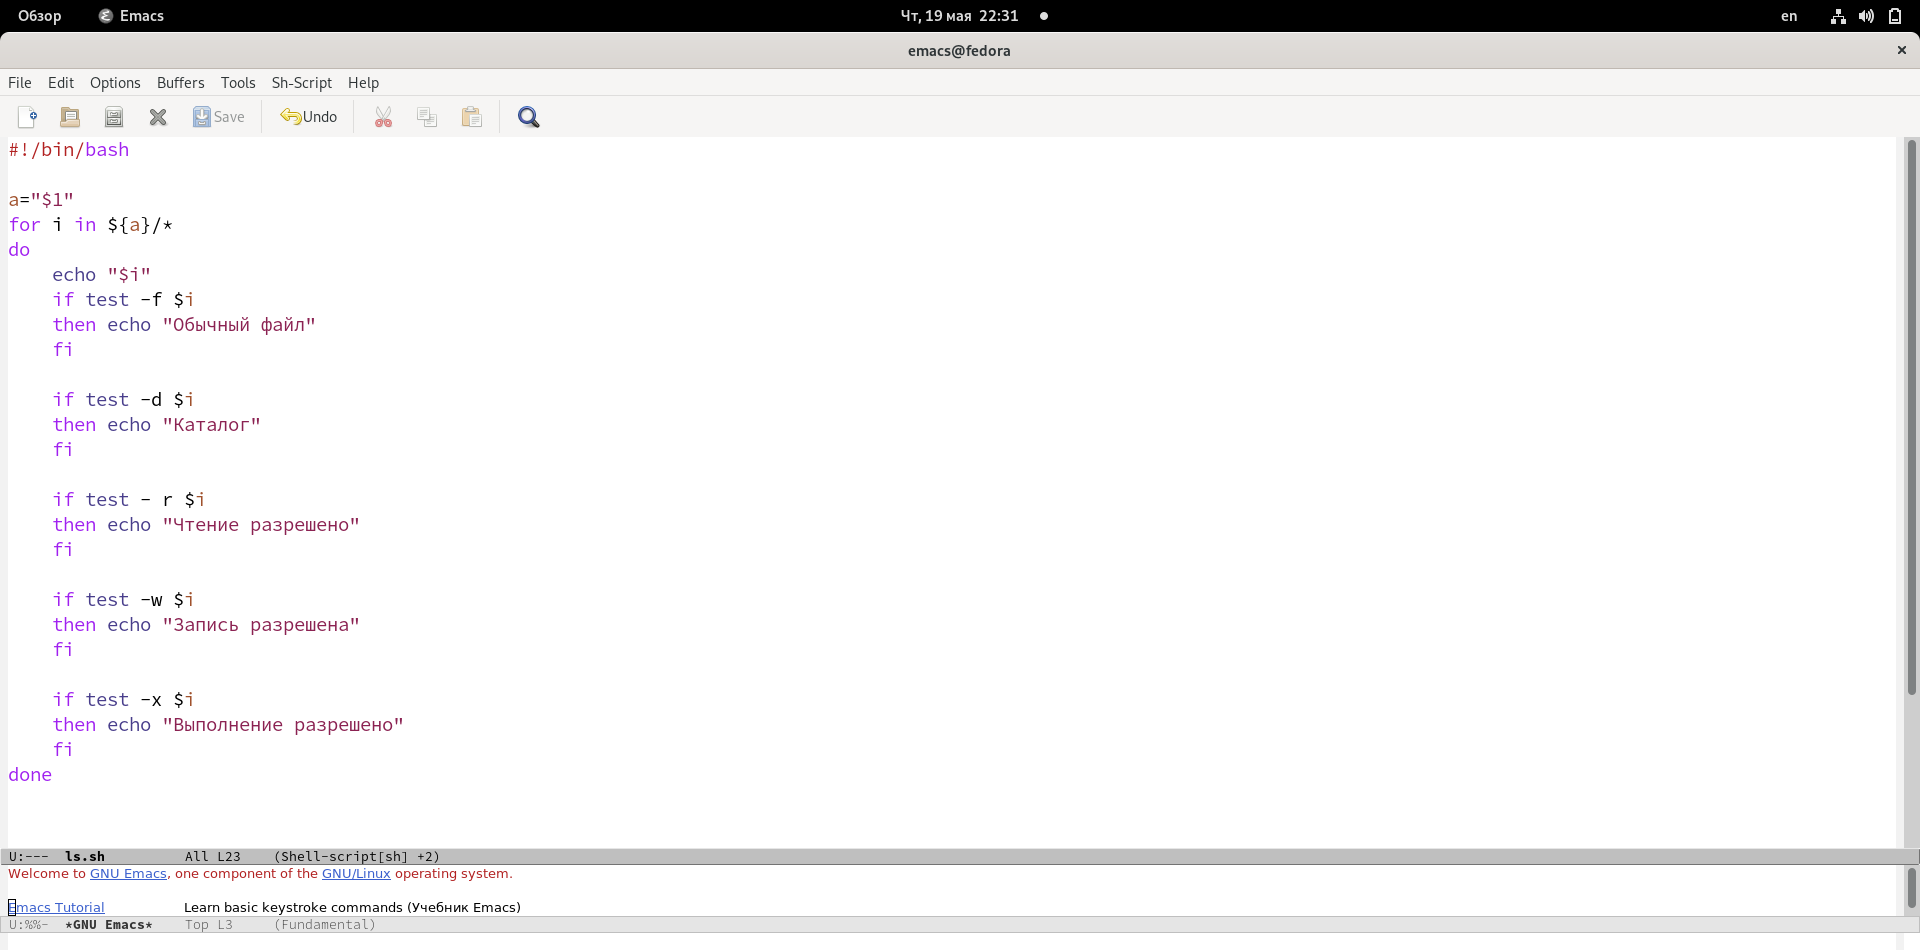 Обзор Emacs Чт, 19 мая 22:31 en
emacs@fedora ×
File Edit Options Buffers Tools Sh-Script Help
Save Undo
#!/bin/bash
a="$1"
for i in ${a}/*
do
echo "$i"
if test -f $i
then echo "Обычный файл"
fi
if test -d $i
then echo "Каталог"
fi
if test - r $i
then echo "Чтение разрешено"
fi
if test -w $i
then echo "Запись разрешена"
fi
if test -x $i
then echo "Выполнение разрешено"
fi
done
U:--- ls.sh All L23 (Shell-script[sh] +2)
Welcome to GNU Emacs, one component of the GNU/Linux operating system.
Emacs Tutorial Learn basic keystroke commands (Учебник Emacs)
U:%%- *GNU Emacs* Top L3 (Fundamental)